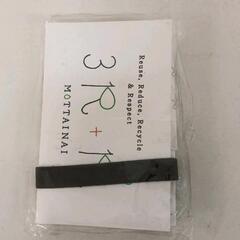 Reuse, Reduce, Recycle
& Respect
3R+
MOTTAINAI